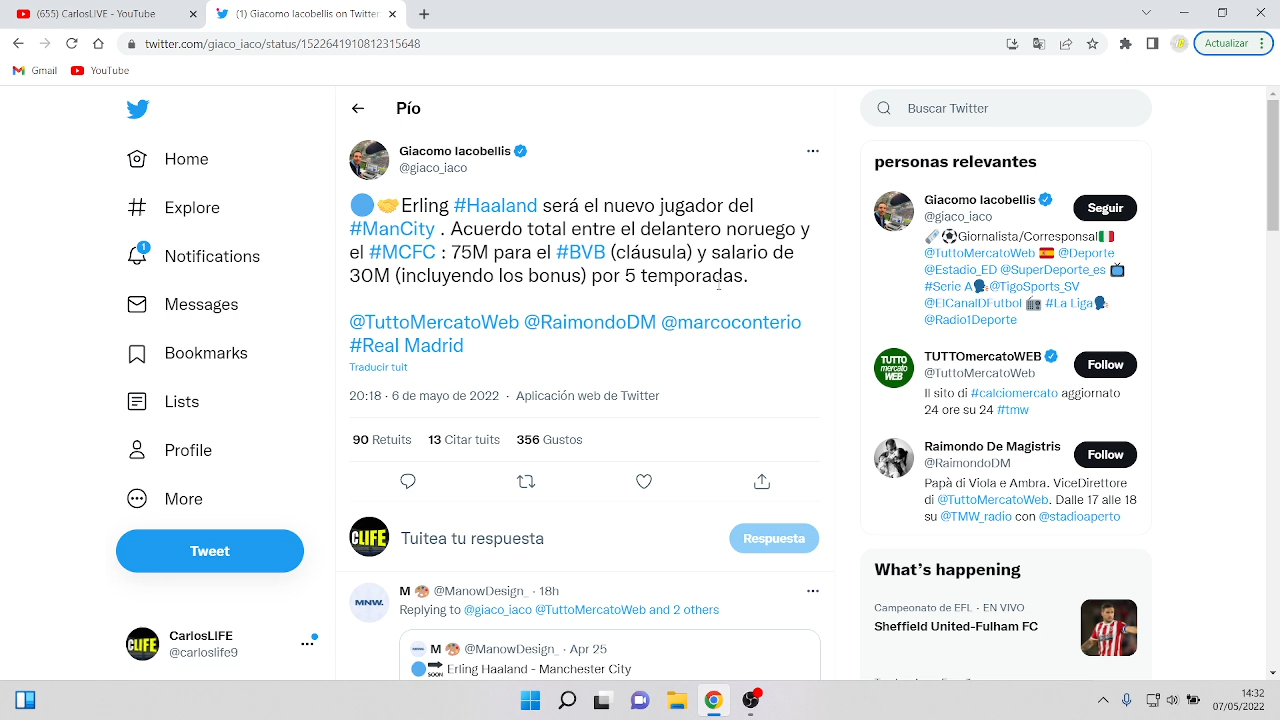 (655) CarlosLIVE - YouTube
(1) Giacomo Iacobellis on Twitter
twitter.com/giaco_iaco/status/1522641910812315648
Actualizar
Gmail
YouTube
Home
Explore
1
Notifications
Messages
Bookmarks
Lists
Profile
More
Tweet
CLIFE
CarlosLIFE
@carloslife9
Pío
Giacomo Iacobellis
@giaco_iaco
Erling #Haaland será el nuevo jugador del
#ManCity . Acuerdo total entre el delantero noruego y
el #MCFC : 75M para el #BVB (cláusula) y salario de
30M (incluyendo los bonus) por 5 temporadas.
@TuttoMercatoWeb @RaimondoDM @marcoconterio
#Real Madrid
Traducir tuit
20:18 · 6 de mayo de 2022 · Aplicación web de Twitter
90 Retuits 13 Citar tuits 356 Gustos
CLIFE
Tuitea tu respuesta
Respuesta
MNW.
M @ManowDesign_ · 18h
Replying to @giaco_iaco @TuttoMercatoWeb and 2 others
M @ManowDesign_ · Apr 25
SOON Erling Haaland - Manchester City
Buscar Twitter
personas relevantes
Giacomo Iacobellis
@giaco_iaco
Seguir
Giornalista/Corresponsal
@TuttoMercatoWeb @Deporte
@Estadio_ED @SuperDeporte_es
#Serie A @TigoSports_SV
@ElCanalDFutbol #La Liga
@Radio1Deporte
TUTTO mercato WEB
TUTTOmercatoWEB
@TuttoMercatoWeb
Follow
Il sito di #calciomercato aggiornato
24 ore su 24 #tmw
Raimondo De Magistris
@RaimondoDM
Follow
Papà di Viola e Ambra. ViceDirettore
di @TuttoMercatoWeb. Dalle 17 alle 18
su @TMW_radio con @stadioaperto
What's happening
Campeonato de EFL · EN VIVO
Sheffield United-Fulham FC
14:32
07/05/2022